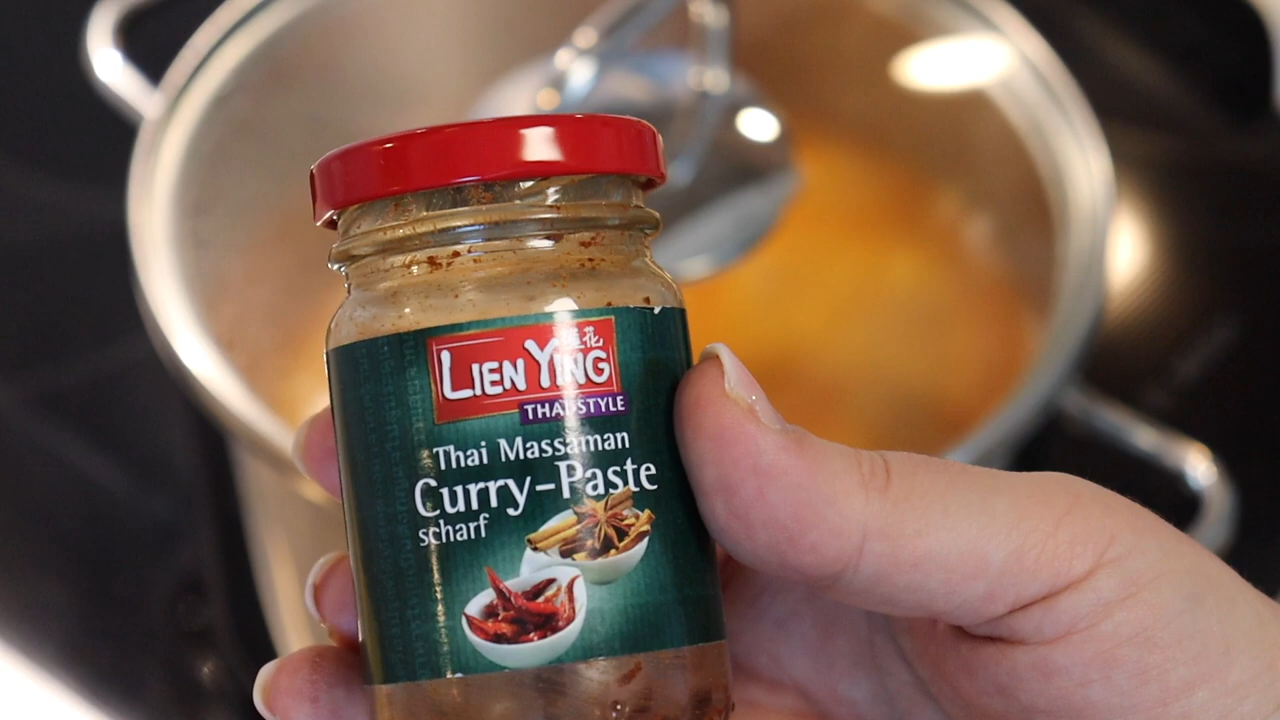 LIEN YING
THAI-STYLE
Thai Massaman
Curry-Paste
scharf